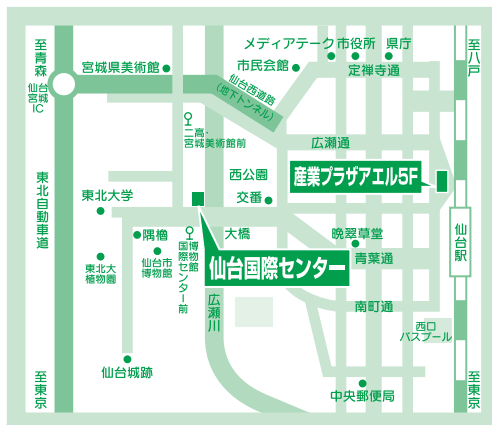 至青森
宮城県美術館
メディアテーク
市役所
県庁
至八戸
市民会館
定禅寺通
仙台西道路
(地下トンネル)
仙台
宮城
IC
二高・
宮城美術館前
広瀬通
西公園
産業プラザアエル5F
東北自動車道
東北大学
交番
隅櫓
大橋
晩翠草堂
仙台駅
東北大
植物園
仙台市
博物館
博物館
国際センター前
仙台国際センター
青葉通
広瀬川
南町通
西口
バスプール
仙台城跡
至東京
中央郵便局
至東京